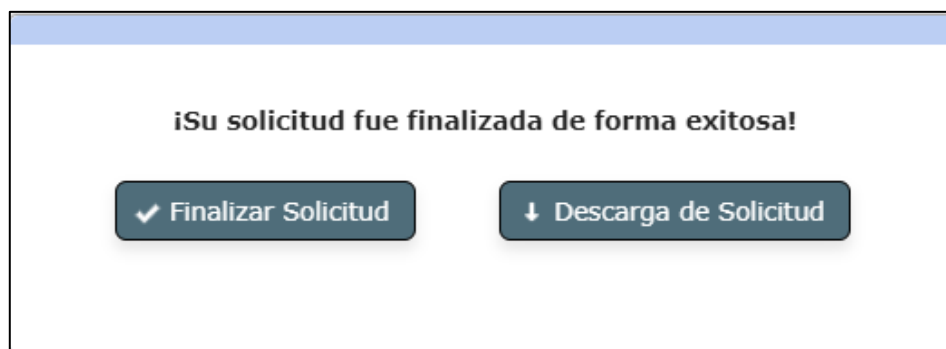 ¡Su solicitud fue finalizada de forma exitosa!
Finalizar Solicitud
Descarga de Solicitud